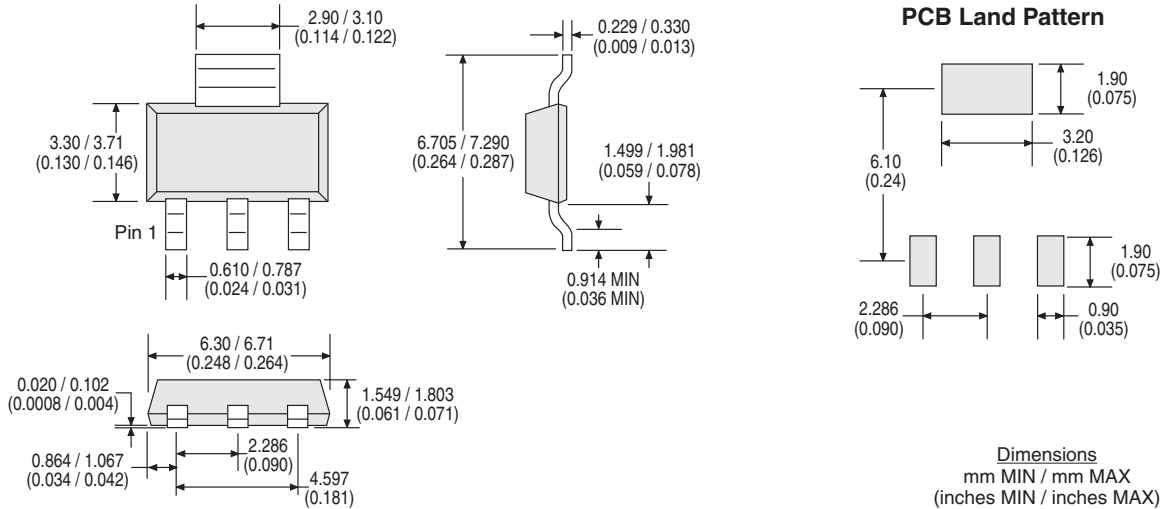 2.90 / 3.10
(0.114 / 0.122)
3.30 / 3.71
(0.130 / 0.146)
Pin 1
0.610 / 0.787
(0.024 / 0.031)
0.229 / 0.330
(0.009 / 0.013)
6.705 / 7.290
(0.264 / 0.287)
1.499 / 1.981
(0.059 / 0.078)
0.914 MIN
(0.036 MIN)
PCB Land Pattern
1.90
(0.075)
3.20
(0.126)
6.10
(0.24)
1.90
(0.075)
2.286
(0.090)
0.90
(0.035)
6.30 / 6.71
(0.248 / 0.264)
0.020 / 0.102
(0.0008 / 0.004)
1.549 / 1.803
(0.061 / 0.071)
0.864 / 1.067
(0.034 / 0.042)
2.286
(0.090)
4.597
(0.181)
Dimensions
mm MIN / mm MAX
(inches MIN / inches MAX)